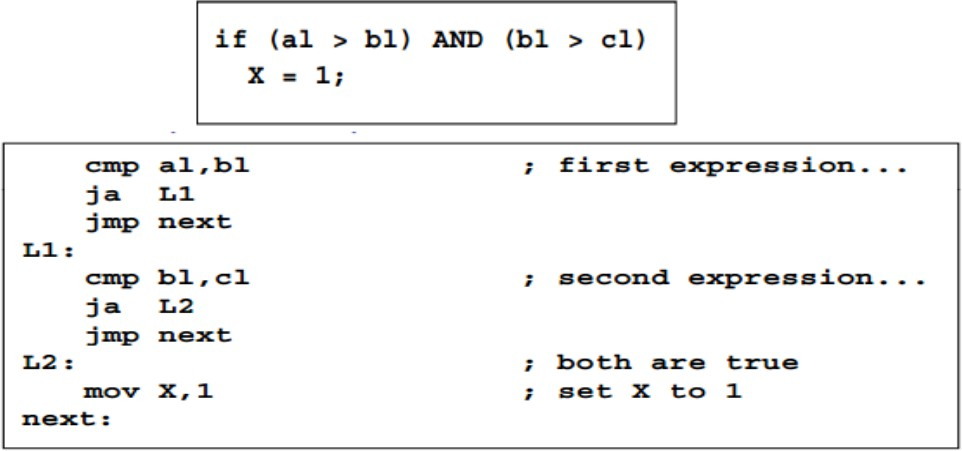 if (al > bl) AND (bl > cl)
X = 1;
cmp al,bl ; first expression...
ja L1
jmp next
L1:
cmp bl,cl ; second expression...
ja L2
jmp next
L2: ; both are true
mov X,1 ; set X to 1
next: